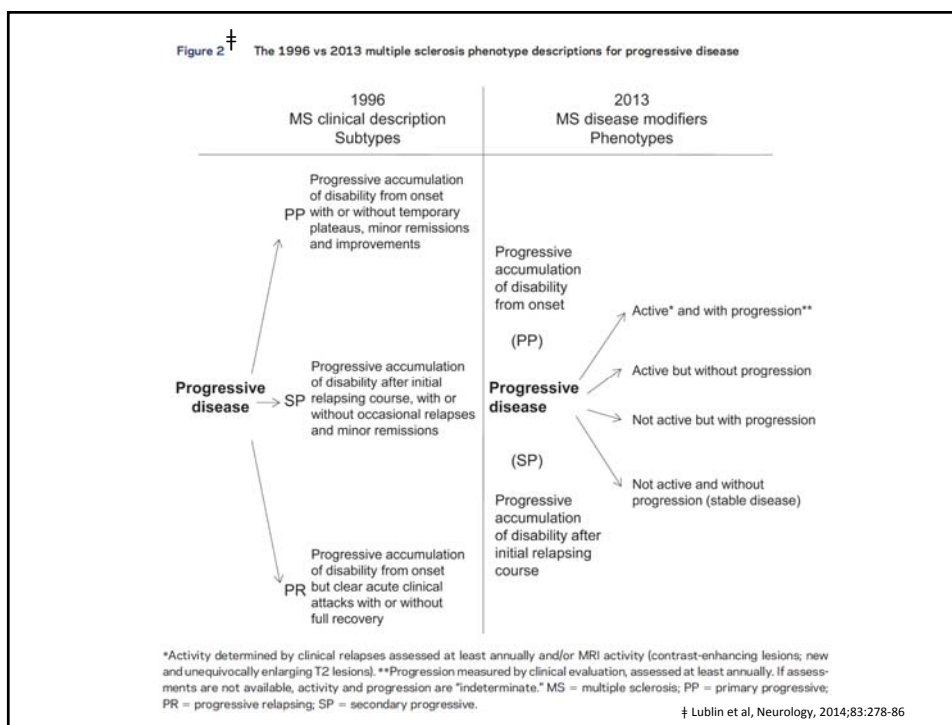 Figure 2 ‡ The 1996 vs 2013 multiple sclerosis phenotype descriptions for progressive disease
1996
MS clinical description
Subtypes
Progressive accumulation
of disability from onset
PP with or without temporary
plateaus, minor remissions
and improvements
Progressive accumulation
of disability after initial
SP relapsing course, with or
without occasional relapses
and minor remissions
Progressive
disease
Progressive accumulation
of disability from onset
PR but clear acute clinical
attacks with or without
full recovery
2013
MS disease modifiers
Phenotypes
Progressive
accumulation
of disability
from onset
(PP)
Progressive
disease
(SP)
Progressive
accumulation
of disability after
initial relapsing
course
Active* and with progression**
Active but without progression
Not active but with progression
Not active and without
progression (stable disease)
*Activity determined by clinical relapses assessed at least annually and/or MRI activity (contrast-enhancing lesions; new
and unequivocally enlarging T2 lesions). **Progression measured by clinical evaluation, assessed at least annually. If assess-
ments are not available, activity and progression are "indeterminate." MS = multiple sclerosis; PP = primary progressive;
PR = progressive relapsing; SP = secondary progressive.
‡ Lublin et al, Neurology, 2014;83:278-86